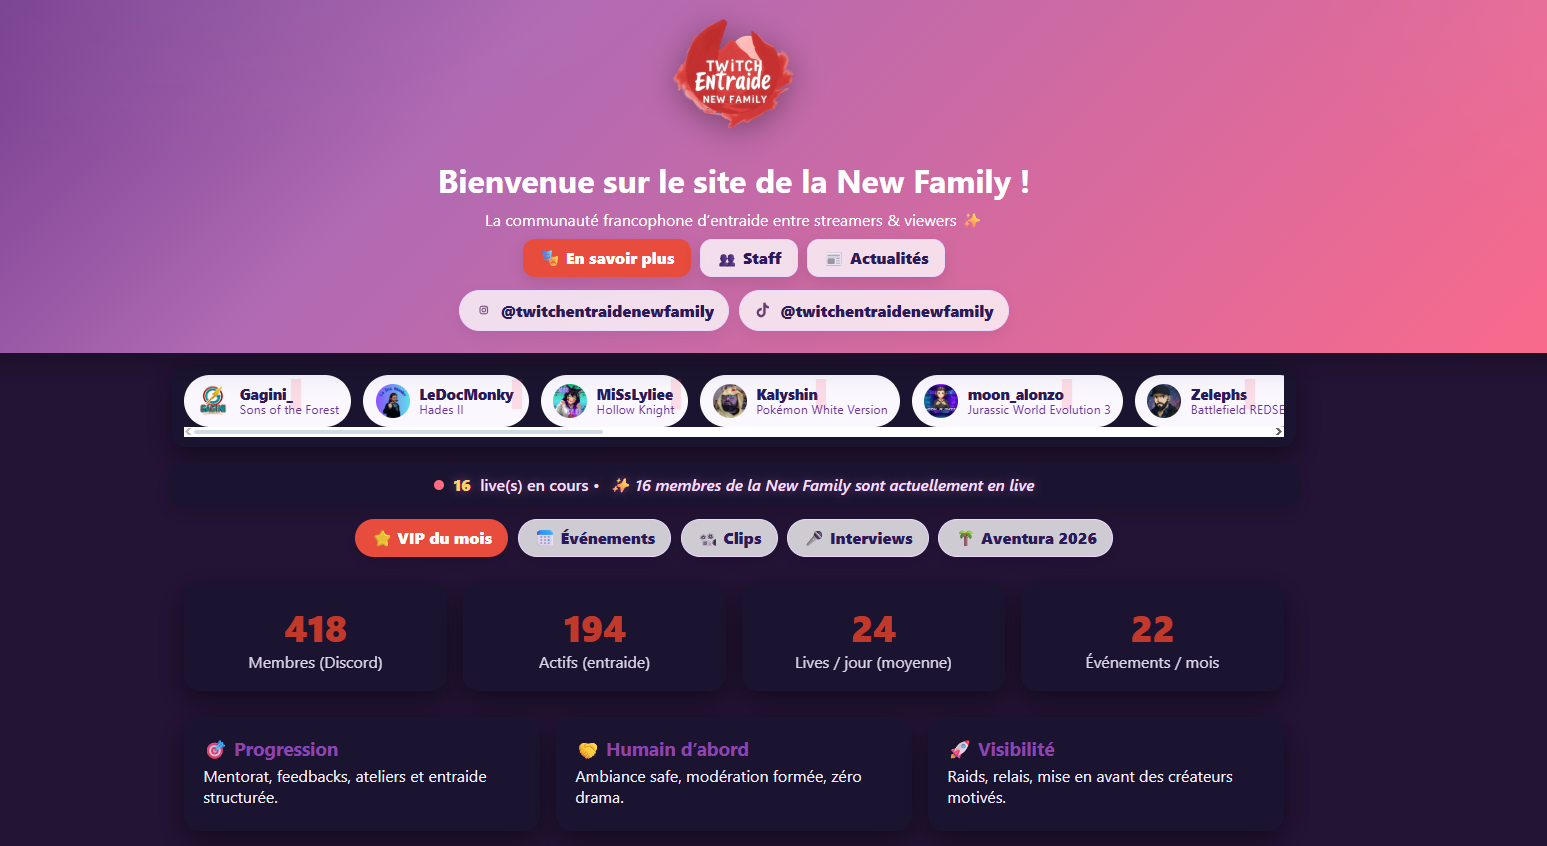 TWITCH
Entraide
NEW FAMILY
Bienvenue sur le site de la New Family !
La communauté francophone d’entraide entre streamers & viewers ✨
🎭 En savoir plus
👥 Staff
📰 Actualités
@twitchentraidenewfamily
@twitchentraidenewfamily
Gagini_
Sons of the Forest
LeDocMonky
Hades II
MiSsLyliee
Hollow Knight
Kalyshin
Pokémon White Version
moon_alonzo
Jurassic World Evolution 3
Zelephs
Battlefield REDSE
16 live(s) en cours • ✨ 16 membres de la New Family sont actuellement en live
⭐ VIP du mois
📅 Événements
📹 Clips
🎤 Interviews
🌴 Aventura 2026
418
Membres (Discord)
194
Actifs (entraide)
24
Lives / jour (moyenne)
22
Événements / mois
🎯 Progression
Mentorat, feedbacks, ateliers et entraide
structurée.
🤝 Humain d’abord
Ambiance safe, modération formée, zéro
drama.
🚀 Visibilité
Raids, relais, mise en avant des créateurs
motivés.